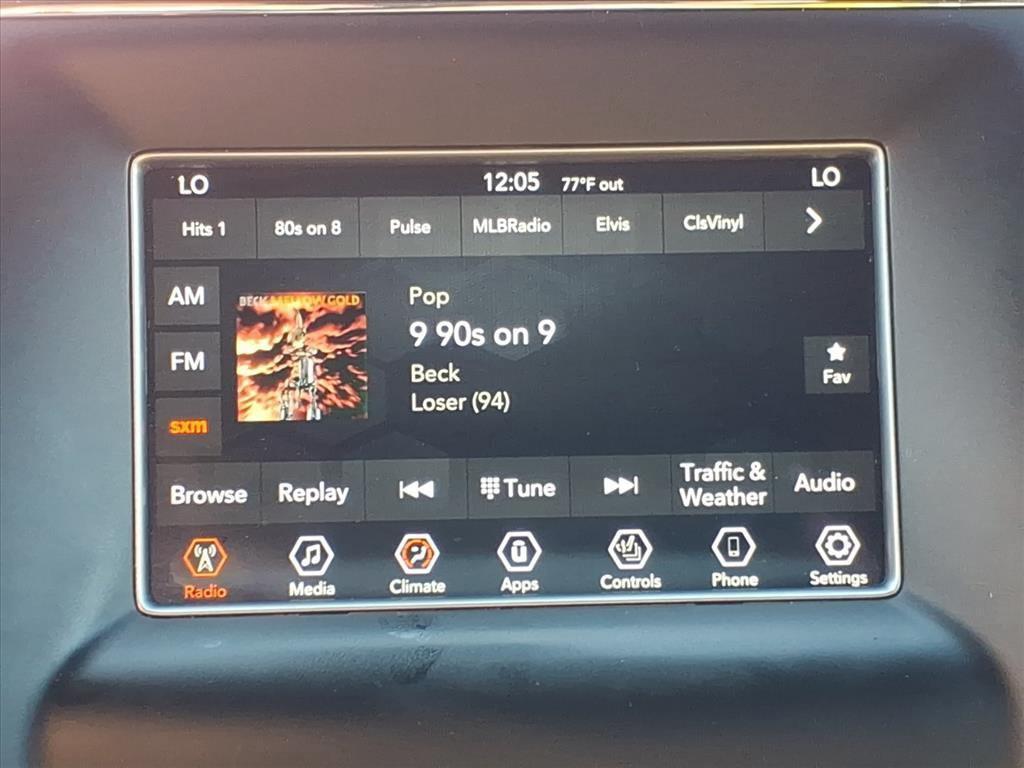 LO 12:05 77°F out LO
Hits 1 80s on 8 Pulse MLBRadio Elvis ClsVinyl
AM
FM
sxm
BECK MELLOW GOLD
Pop
9 90s on 9
Beck
Loser (94)
Fav
Browse Replay Tune Traffic & Weather Audio
Radio Media Climate Apps Controls Phone Settings